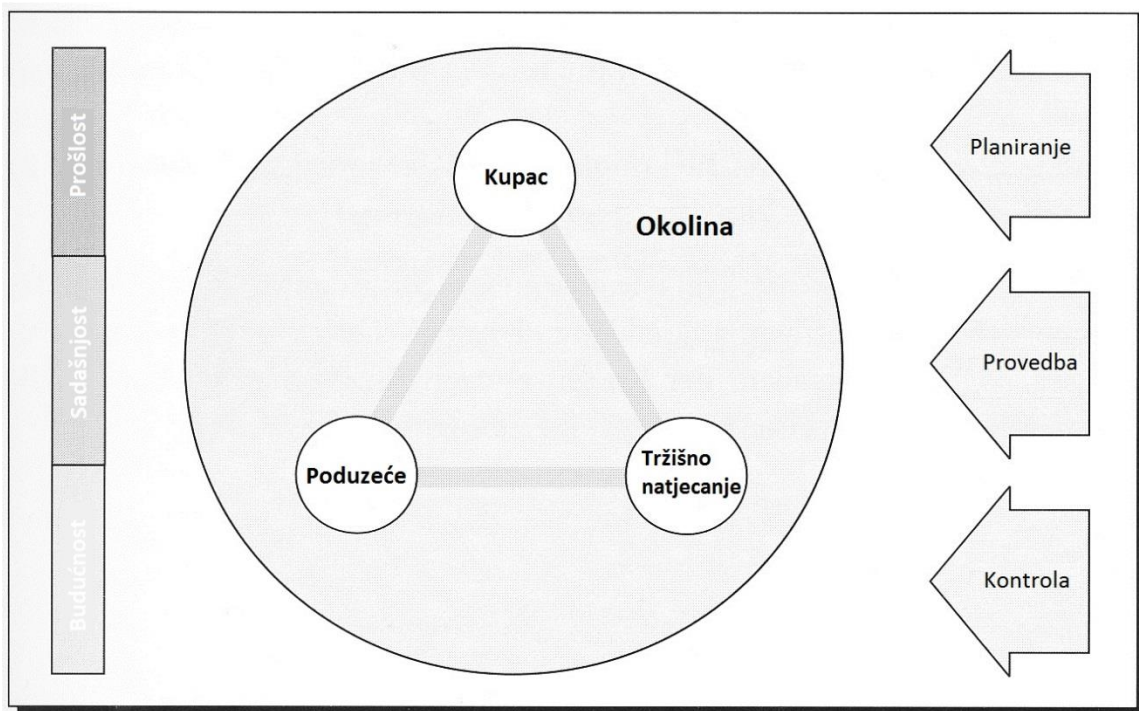 Prošlost
Sadašnjost
Budućnost
Kupac
Okolina
Poduzeće
Tržišno
natjecanje
Planiranje
Provedba
Kontrola